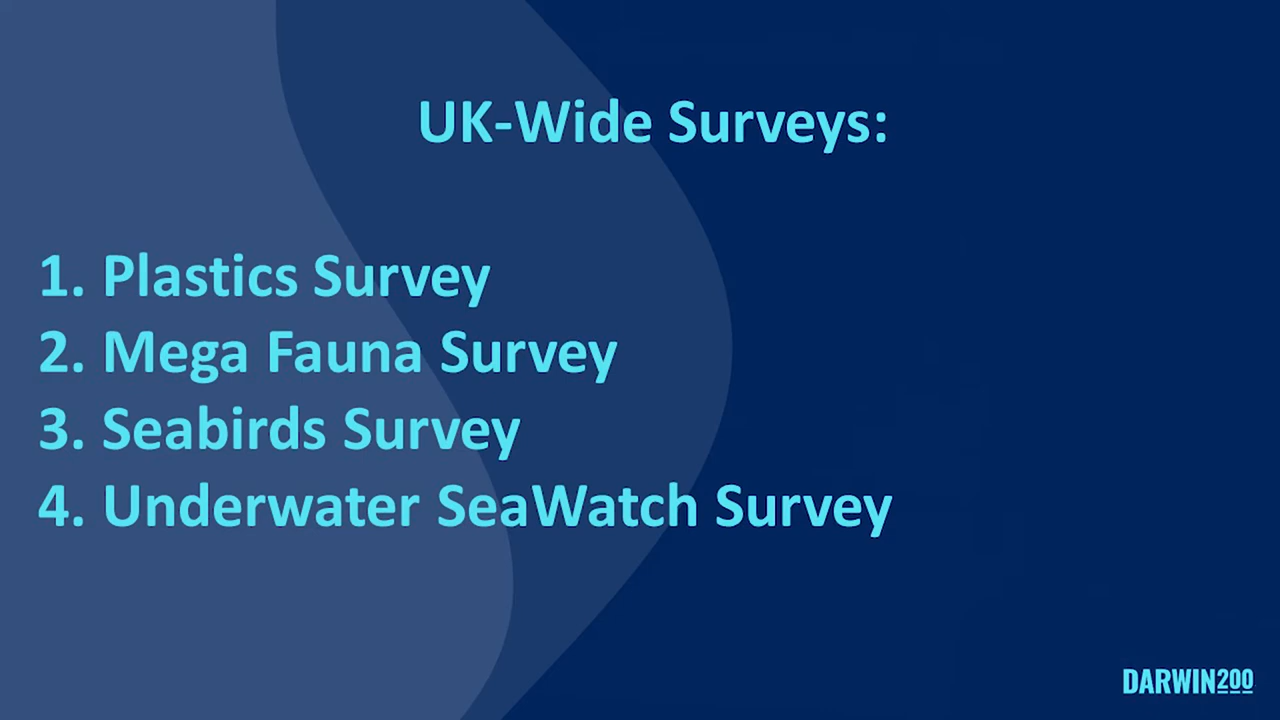 UK-Wide Surveys:
1. Plastics Survey
2. Mega Fauna Survey
3. Seabirds Survey
4. Underwater SeaWatch Survey
DARWIN200